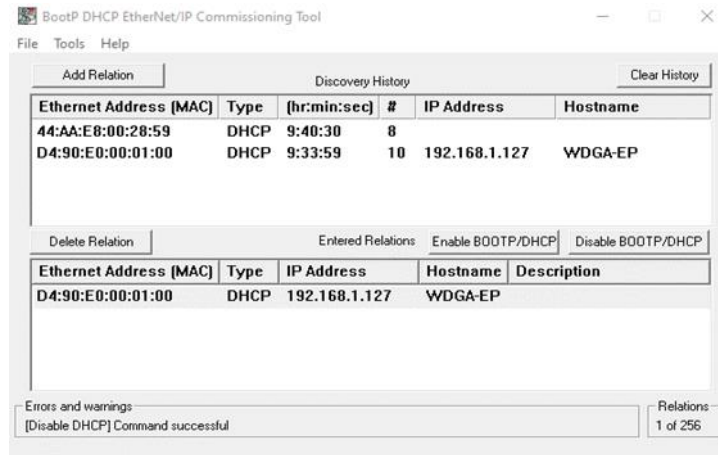 BootP DHCP EtherNet/IP Commissioning Tool
File Tools Help
Add Relation Discovery History Clear History
Ethernet Address (MAC) Type (hr:min:sec) # IP Address Hostname
44:AA:E8:00:28:59 DHCP 9:40:30 8
D4:90:E0:00:01:00 DHCP 9:33:59 10 192.168.1.127 WDGA-EP
Delete Relation Entered Relations Enable BOOTP/DHCP Disable BOOTP/DHCP
Ethernet Address (MAC) Type IP Address Hostname Description
D4:90:E0:00:01:00 DHCP 192.168.1.127 WDGA-EP
Errors and warnings Relations
[Disable DHCP] Command successful 1 of 256